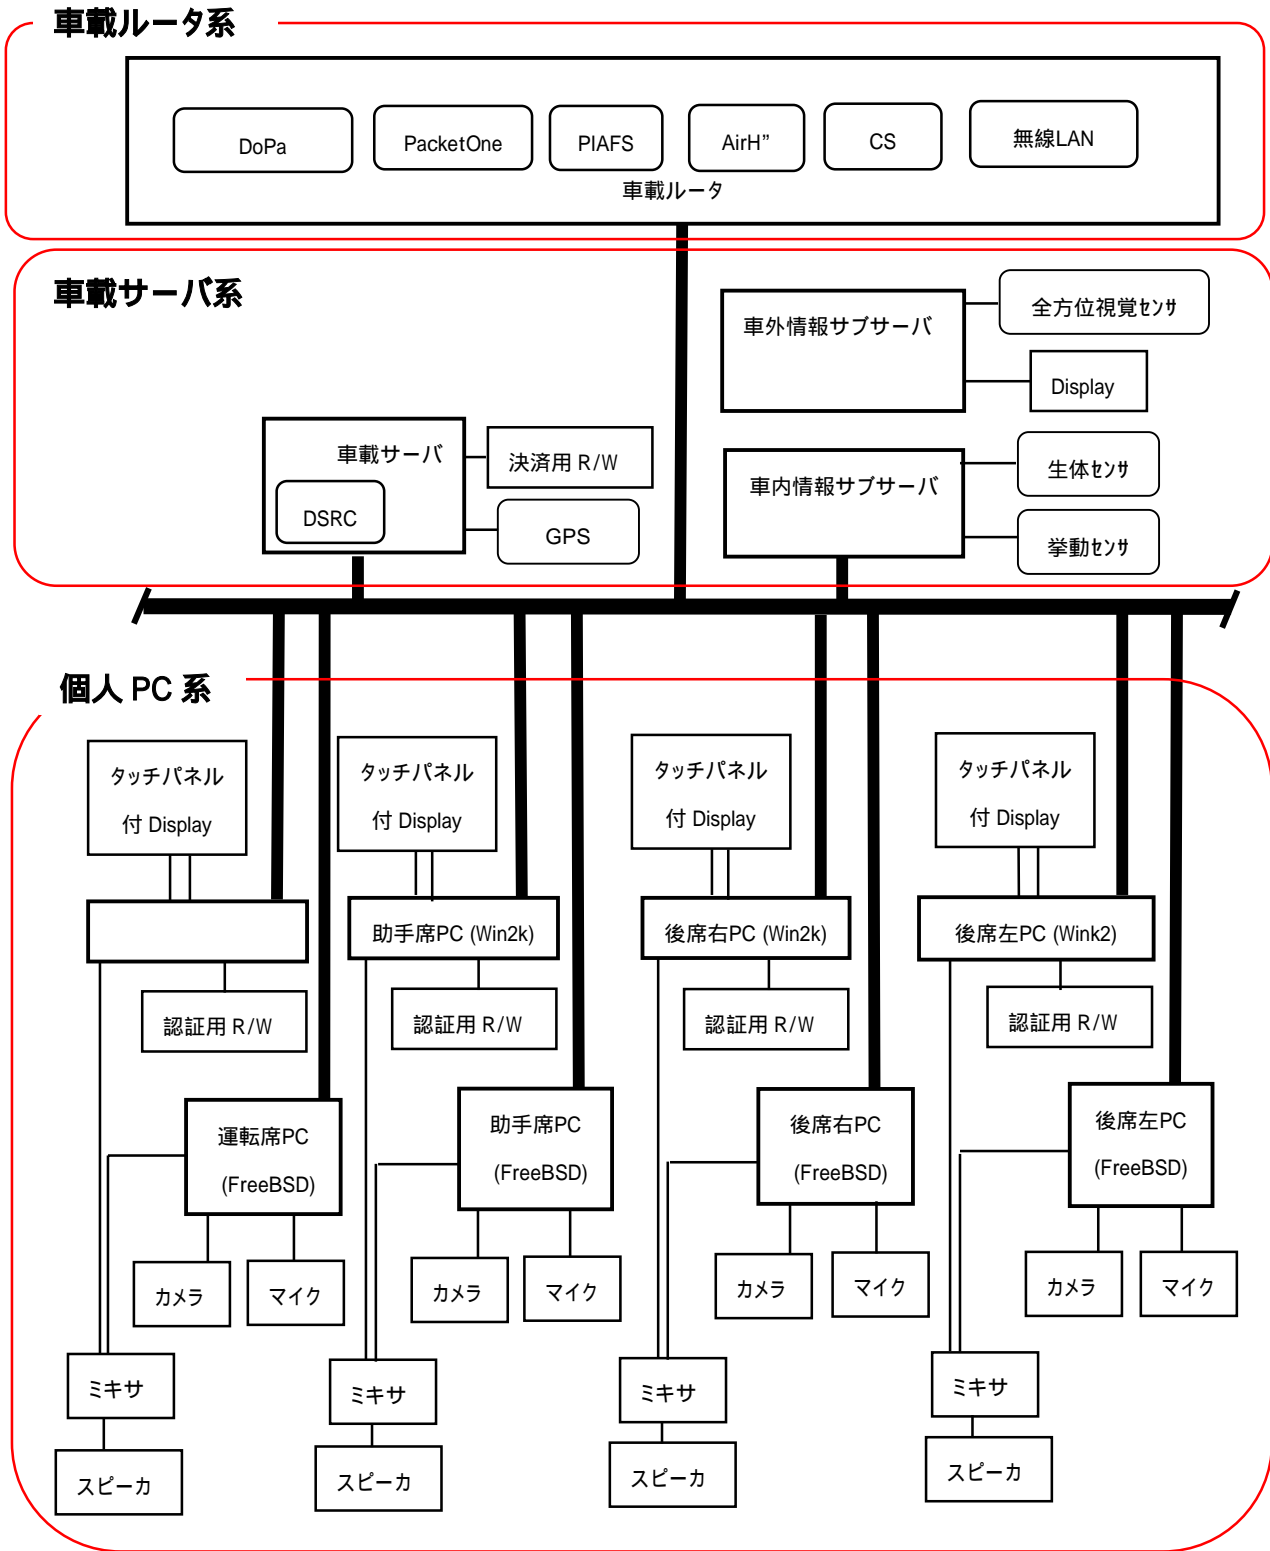 車載ルータ系
DoPa
PacketOne
PIAFS
AirH”
CS
無線LAN
車載ルータ
車載サーバ系
車外情報サブサーバ
全方位視覚ｾﾝｻ
Display
車載サーバ
DSRC
決済用 R/W
GPS
車内情報サブサーバ
生体ｾﾝｻ
挙動ｾﾝｻ
個人 PC 系
タッチパネル
付 Display
タッチパネル
付 Display
タッチパネル
付 Display
タッチパネル
付 Display
助手席PC (Win2k)
後席右PC (Win2k)
後席左PC (Wink2)
認証用 R/W
認証用 R/W
認証用 R/W
認証用 R/W
運転席PC
(FreeBSD)
助手席PC
(FreeBSD)
後席右PC
(FreeBSD)
後席左PC
(FreeBSD)
カメラ
マイク
カメラ
マイク
カメラ
マイク
カメラ
マイク
ミキサ
ミキサ
ミキサ
ミキサ
スピーカ
スピーカ
スピーカ
スピーカ